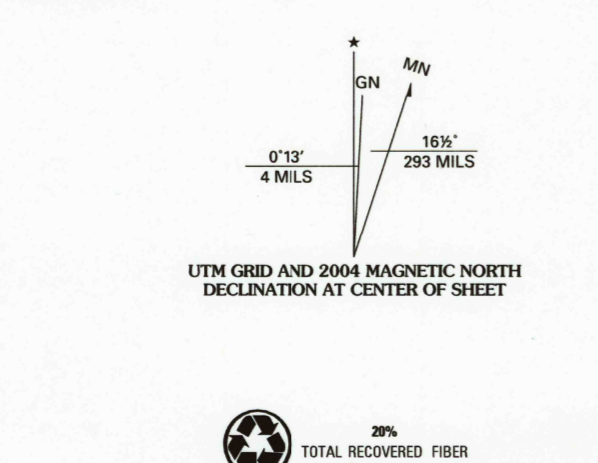 ★
GN
MN
0°13′
4 MILS
16½°
293 MILS
UTM GRID AND 2004 MAGNETIC NORTH
DECLINATION AT CENTER OF SHEET
20%
TOTAL RECOVERED FIBER